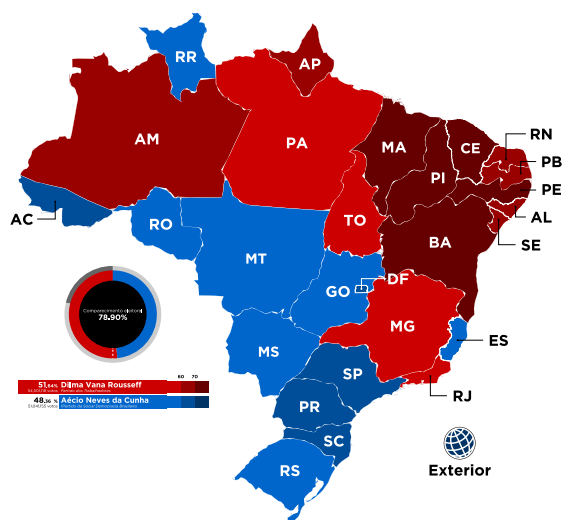 RR
AP
AM
PA
MA
CE
RN
PI
PB
PE
AC
RO
TO
AL
BA
SE
MT
DF
GO
Comparecimento eleitoral
78.90%
MG
ES
MS
SP
60 70
51,64% Dilma Vana Rousseff
Partido dos Trabalhadores
RJ
48,36 % Aécio Neves da Cunha
Partido da Social Democracia Brasileiro
PR
SC
RS
Exterior